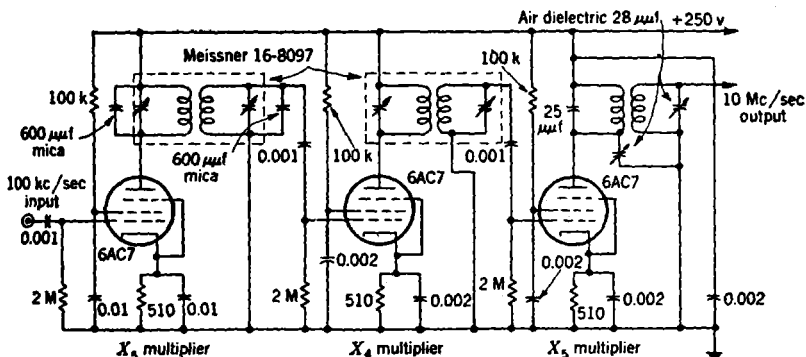 Air dielectric 28 μμf
+250 v
Meissner 16-8097
100 k
100 k
600 μμf
mica
600 μμf
mica
0.001
100 k
0.001
25
μμf
10 Mc/sec
output
100 kc/sec
input
0.001
6AC7
6AC7
6AC7
2 M
0.01
510
0.01
2 M
0.002
510
0.002
2 M
0.002
510
0.002
0.002
X5 multiplier
X4 multiplier
X5 multiplier